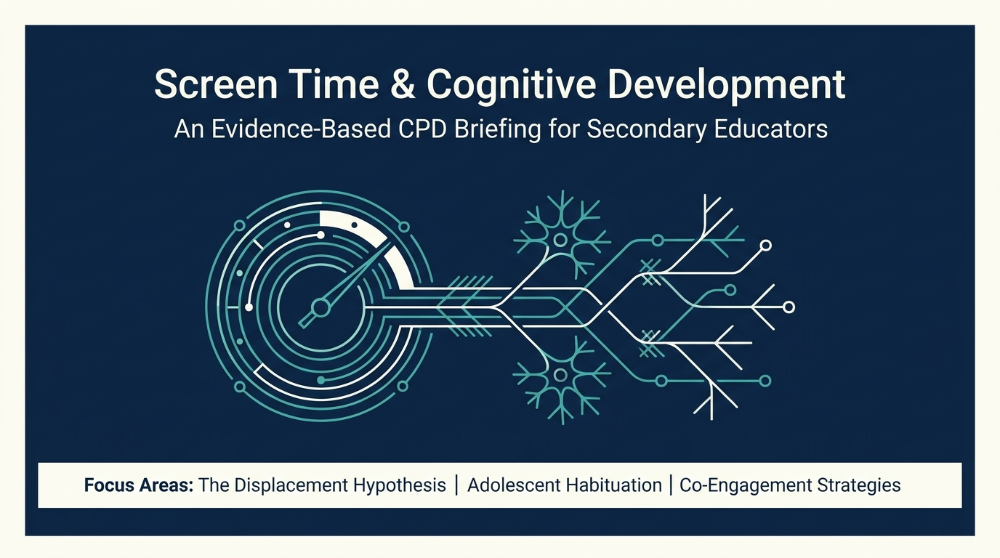 Screen Time & Cognitive Development
An Evidence-Based CPD Briefing for Secondary Educators
Focus Areas: The Displacement Hypothesis | Adolescent Habituation | Co-Engagement Strategies